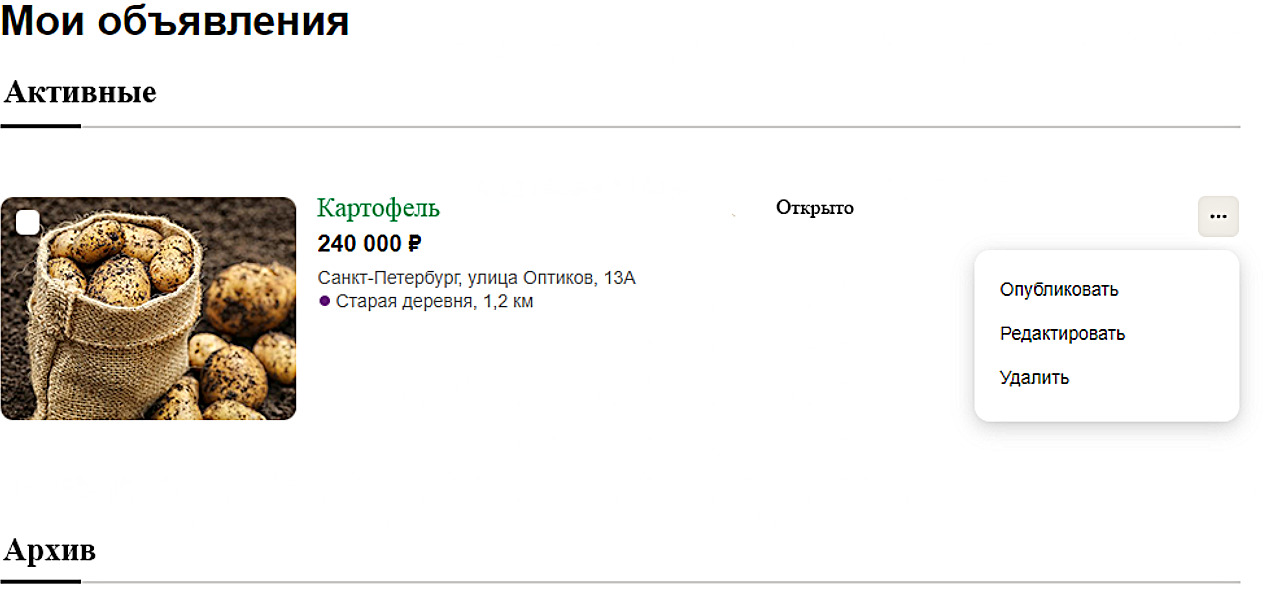 Мои объявления
Активные
Картофель
Открыто
...
240 000 ₽
Санкт-Петербург, улица Оптиков, 13А
Старая деревня, 1,2 км
Опубликовать
Редактировать
Удалить
Архив